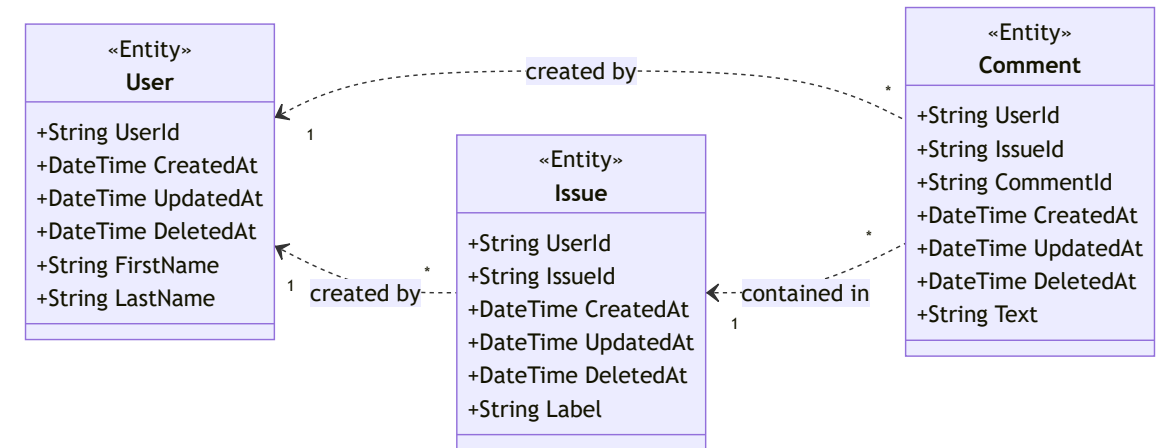 «Entity»
User
+String UserId
+DateTime CreatedAt
+DateTime UpdatedAt
+DateTime DeletedAt
+String FirstName
+String LastName
created by
*
1
«Entity»
Comment
+String UserId
+String IssueId
+String CommentId
+DateTime CreatedAt
+DateTime UpdatedAt
+DateTime DeletedAt
+String Text
«Entity»
Issue
+String UserId
+String IssueId
+DateTime CreatedAt
+DateTime UpdatedAt
+DateTime DeletedAt
+String Label
*
created by
1
*
contained in
1